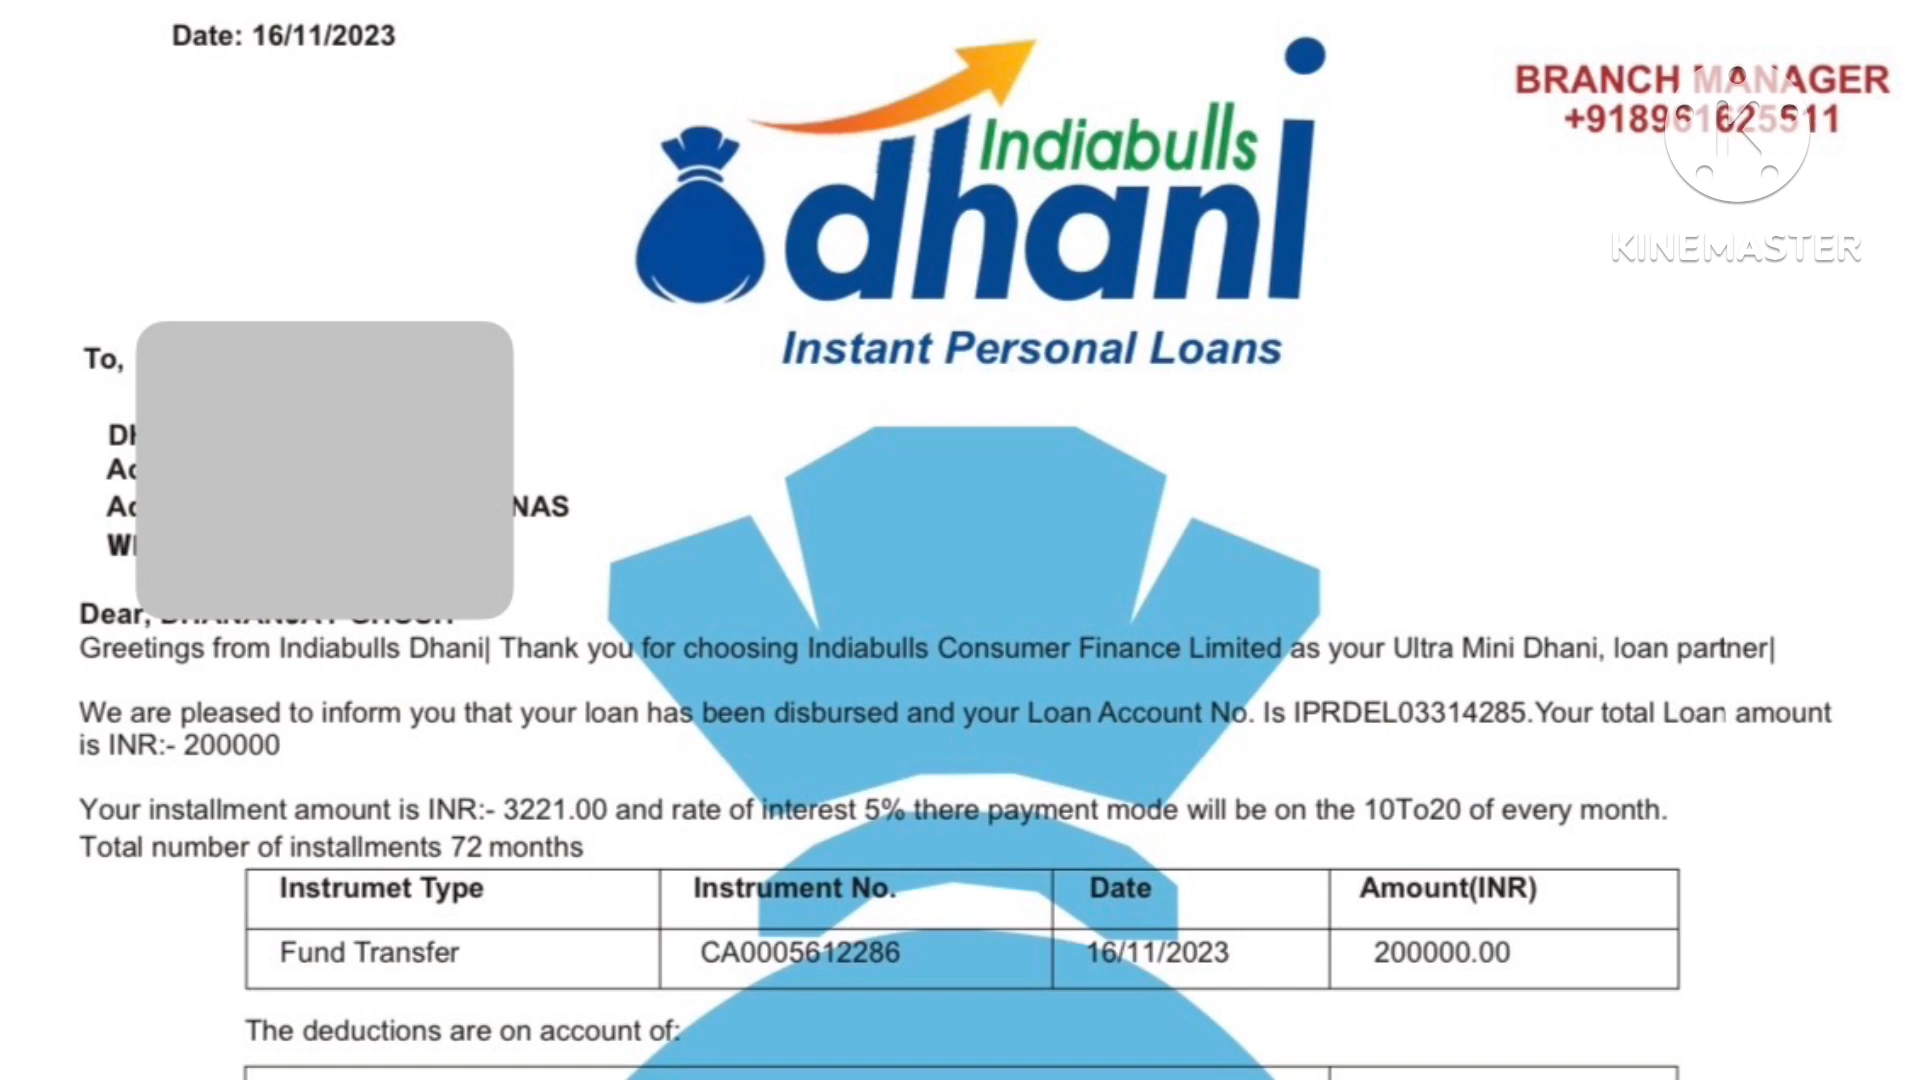 Date: 16/11/2023
BRANCH MANAGER
+918961625511
KINEMASTER
Indiabulls
dhani
Instant Personal Loans
To,
NAS
Dear,
Greetings from Indiabulls Dhani| Thank you for choosing Indiabulls Consumer Finance Limited as your Ultra Mini Dhani, loan partner|
We are pleased to inform you that your loan has been disbursed and your Loan Account No. Is IPRDEL03314285.Your total Loan amount
is INR:- 200000
Your installment amount is INR:- 3221.00 and rate of interest 5% there payment mode will be on the 10To20 of every month.
Total number of installments 72 months
Instrumet Type Instrument No. Date Amount(INR)
Fund Transfer CA0005612286 16/11/2023 200000.00
The deductions are on account of: